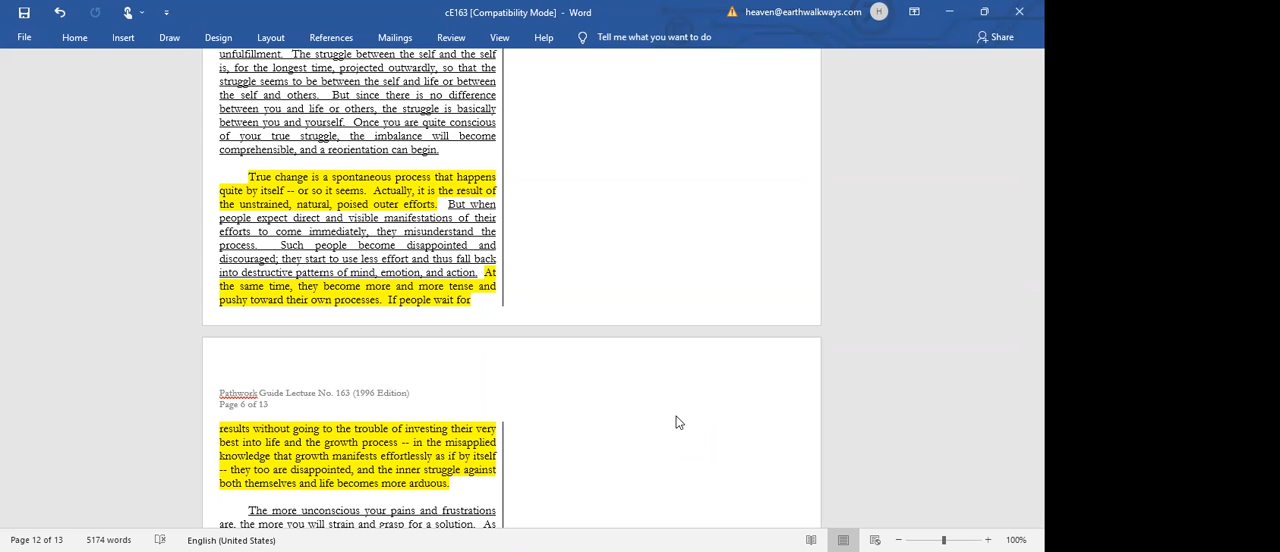 cE163 [Compatibility Mode] - Word
heaven@earthwalkways.com
H
File Home Insert Draw Design Layout References Mailings Review View Help Tell me what you want to do Share
unfulfillment. The struggle between the self and the self
is, for the longest time, projected outwardly, so that the
struggle seems to be between the self and life or between
the self and others. But since there is no difference
between you and life or others, the struggle is basically
between you and yourself. Once you are quite conscious
of your true struggle, the imbalance will become
comprehensible, and a reorientation can begin.
True change is a spontaneous process that happens
quite by itself -- or so it seems. Actually, it is the result of
the unstrained, natural, poised outer efforts. But when
people expect direct and visible manifestations of their
efforts to come immediately, they misunderstand the
process. Such people become disappointed and
discouraged; they start to use less effort and thus fall back
into destructive patterns of mind, emotion, and action. At
the same time, they become more and more tense and
pushy toward their own processes. If people wait for
Pathwork Guide Lecture No. 163 (1996 Edition)
Page 6 of 13
results without going to the trouble of investing their very
best into life and the growth process -- in the misapplied
knowledge that growth manifests effortlessly as if by itself
-- they too are disappointed, and the inner struggle against
both themselves and life becomes more arduous.
The more unconscious your pains and frustrations
are, the more you will strain and grasp for a solution. As
Page 12 of 13 5174 words English (United States) 100%